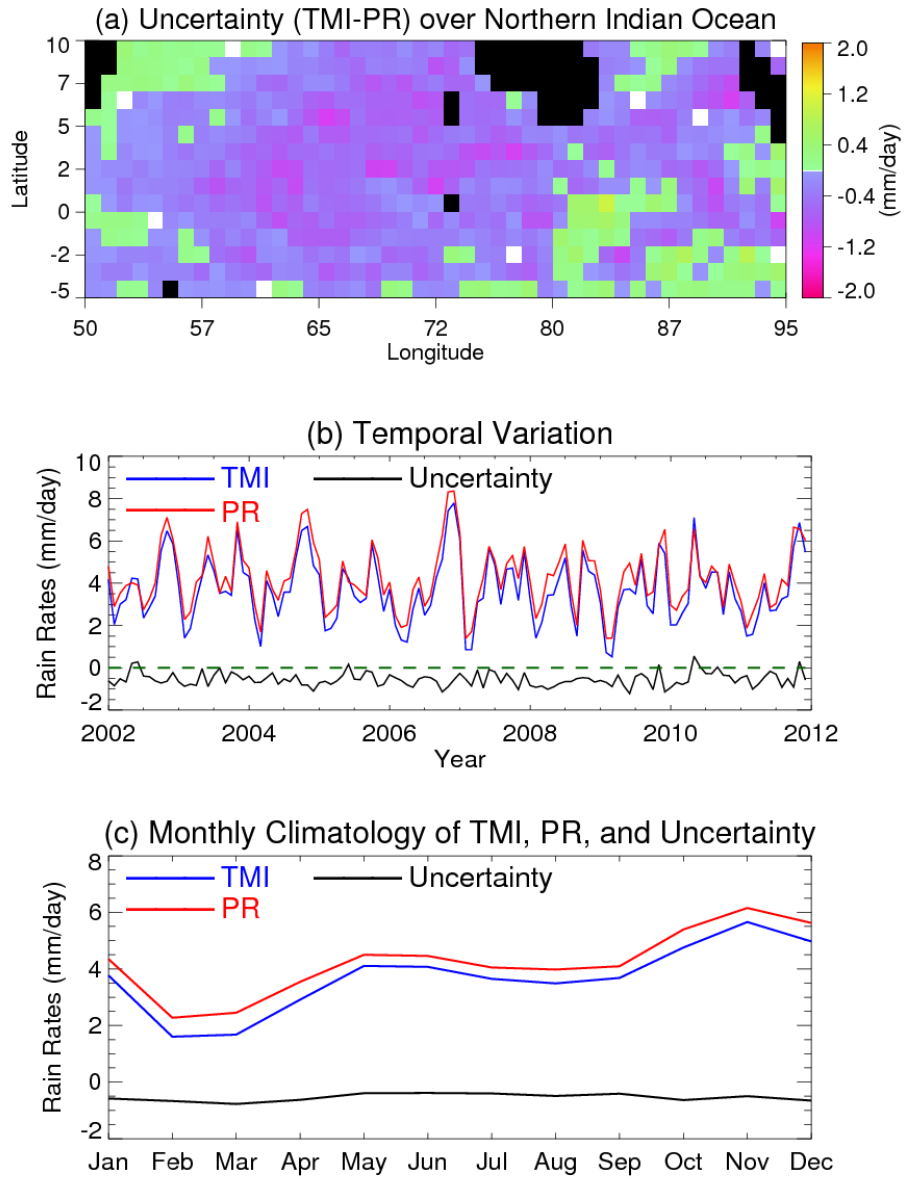 (a) Uncertainty (TMI-PR) over Northern Indian Ocean
10
7
5
2
0
-2
-5
Latitude
50 57 65 72 80 87 95
Longitude
2.0
1.2
0.4
-0.4
-1.2
-2.0
(mm/day)
(b) Temporal Variation
TMI Uncertainty
PR
10
8
6
4
2
0
-2
Rain Rates (mm/day)
2002 2004 2006 2008 2010 2012
Year
(c) Monthly Climatology of TMI, PR, and Uncertainty
TMI Uncertainty
PR
8
6
4
2
0
-2
Rain Rates (mm/day)
Jan Feb Mar Apr May Jun Jul Aug Sep Oct Nov Dec